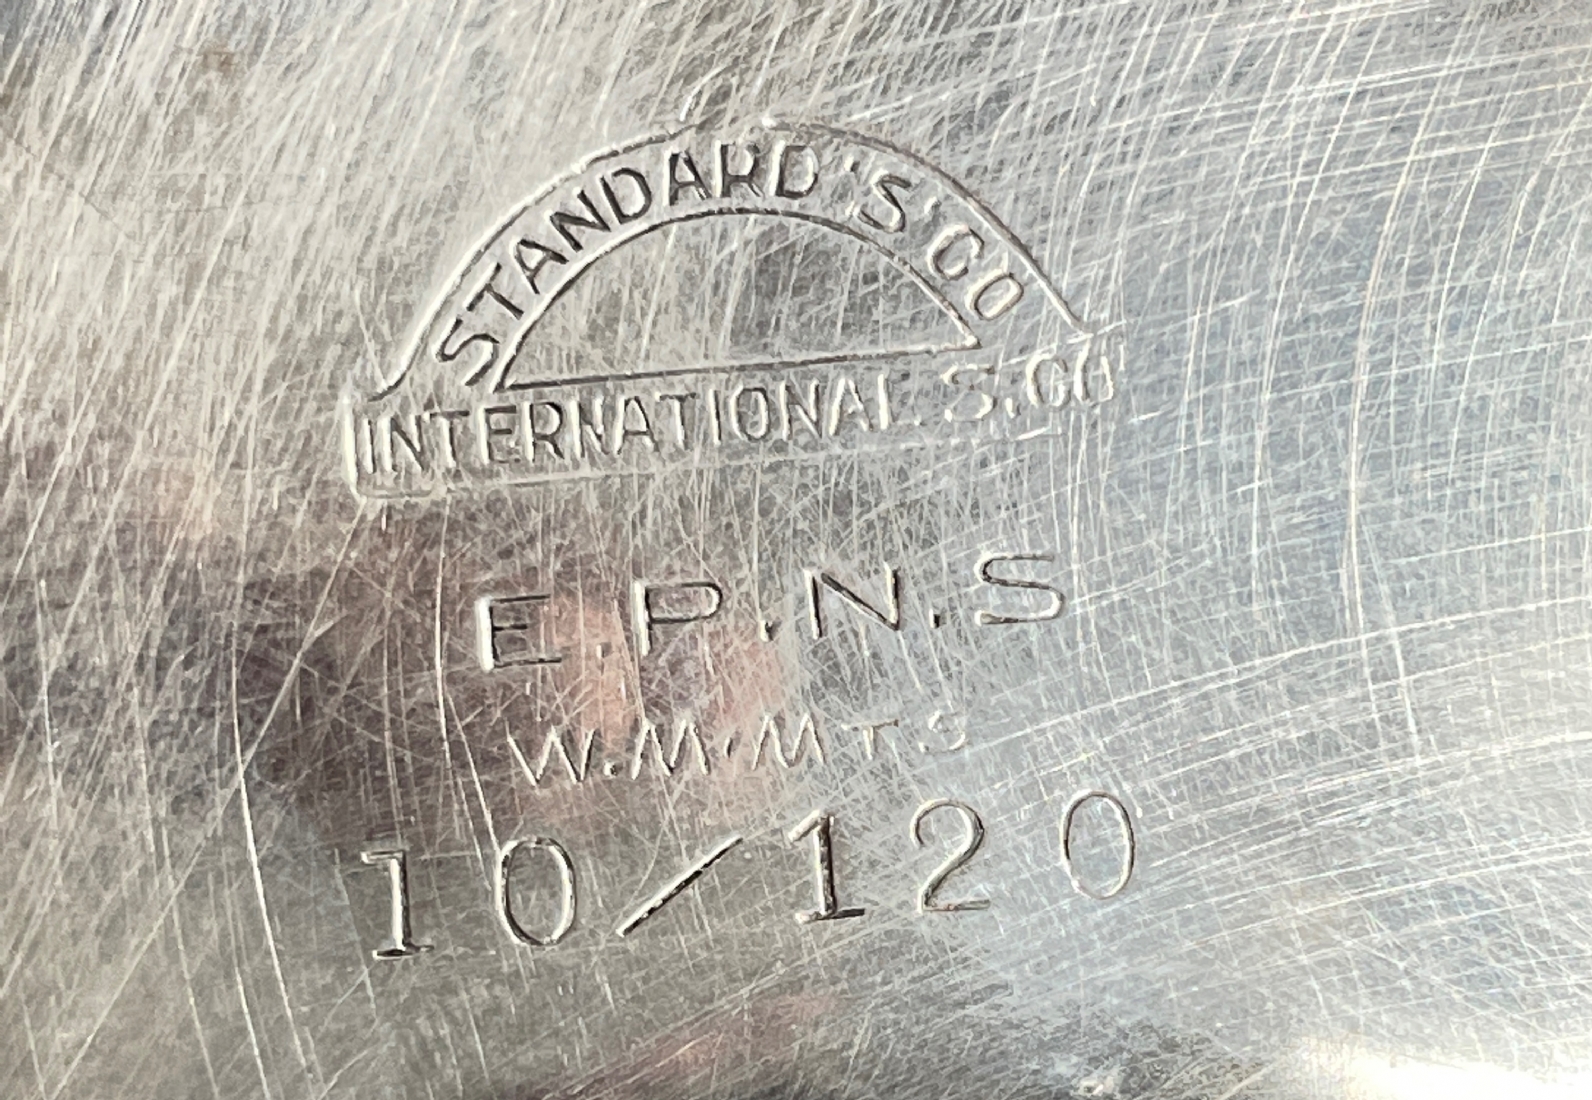 STANDARD 'S' CO
INTERNATIONAL S. CO
E.P.N.S
W.M.MTS
10/120